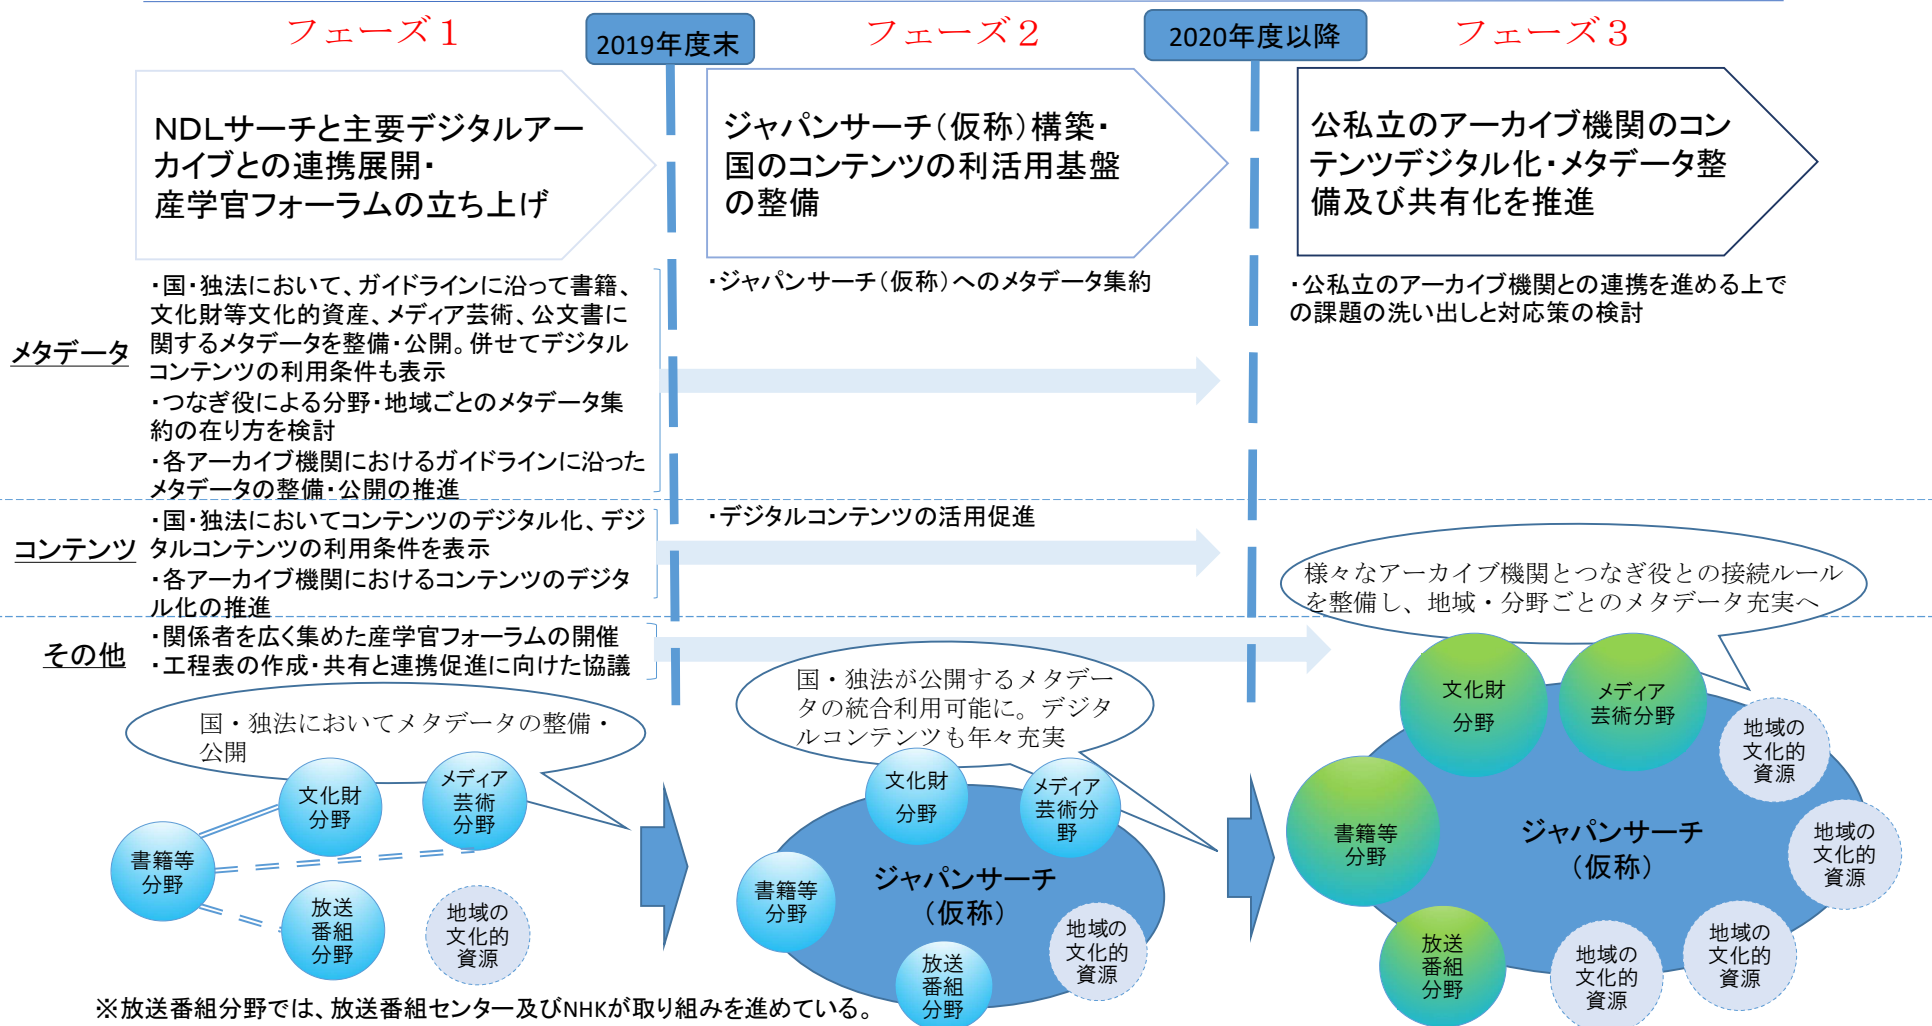 フェーズ１
2019年度末
フェーズ２
2020年度以降
フェーズ３
NDLサーチと主要デジタルアー
カイブとの連携展開・
産学官フォーラムの立ち上げ
ジャパンサーチ（仮称）構築・
国のコンテンツの利活用基盤
の整備
公私立のアーカイブ機関のコン
テンツデジタル化・メタデータ整
備及び共有化を推進
メタデータ
・国・独法において、ガイドラインに沿って書籍、
文化財等文化的資産、メディア芸術、公文書に
関するメタデータを整備・公開。併せてデジタル
コンテンツの利用条件も表示
・つなぎ役による分野・地域ごとのメタデータ集
約の在り方を検討
・各アーカイブ機関におけるガイドラインに沿った
メタデータの整備・公開の推進
・ジャパンサーチ（仮称）へのメタデータ集約
・公私立のアーカイブ機関との連携を進める上で
の課題の洗い出しと対応策の検討
コンテンツ
・国・独法においてコンテンツのデジタル化、デジ
タルコンテンツの利用条件を表示
・各アーカイブ機関におけるコンテンツのデジタ
ル化の推進
・デジタルコンテンツの活用促進
その他
・関係者を広く集めた産学官フォーラムの開催
・工程表の作成・共有と連携促進に向けた協議
国・独法においてメタデータの整備・
公開
国・独法が公開するメタデー
タの統合利用可能に。デジタ
ルコンテンツも年々充実
様々なアーカイブ機関とつなぎ役との接続ルール
を整備し、地域・分野ごとのメタデータ充実へ
文化財
分野
メディア
芸術
分野
書籍等
分野
放送
番組
分野
地域の
文化的
資源
文化財
分野
メディア
芸術分
野
書籍等
分野
ジャパンサーチ
（仮称）
放送
番組
分野
地域の
文化的
資源
文化財
分野
メディア
芸術分野
地域の
文化的
資源
書籍等
分野
ジャパンサーチ
（仮称）
地域の
文化的
資源
放送
番組
分野
地域の
文化的
資源
地域の
文化的
資源
※放送番組分野では、放送番組センター及びNHKが取り組みを進めている。